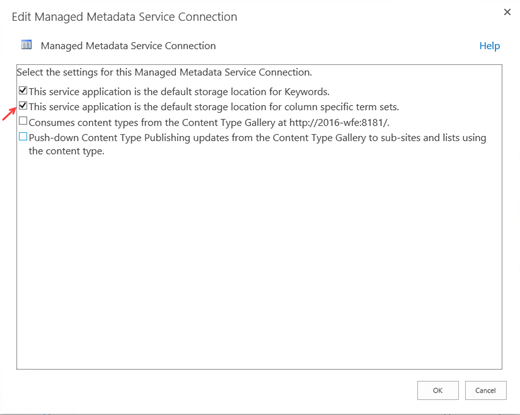 Edit Managed Metadata Service Connection
Managed Metadata Service Connection
Help
Select the settings for this Managed Metadata Service Connection.
This service application is the default storage location for Keywords.
This service application is the default storage location for column specific term sets.
Consumes content types from the Content Type Gallery at http://2016-wfe:8181/.
Push-down Content Type Publishing updates from the Content Type Gallery to sub-sites and lists using
the content type.
OK
Cancel